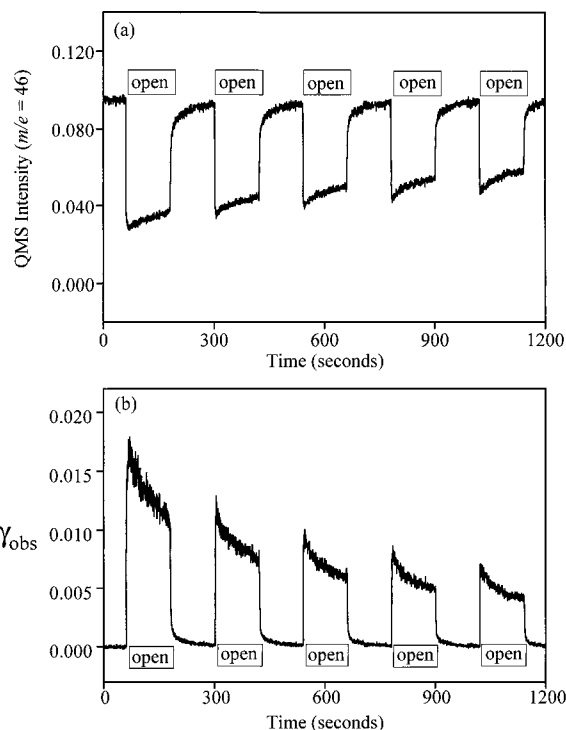 (a)
0.120
open open open open open
0.080
0.040
0.000
QMS Intensity (m/e = 46)
0 300 600 900 1200
Time (seconds)
(b)
0.020
0.015
0.010
0.005
0.000
γobs
open open open open open
0 300 600 900 1200
Time (seconds)